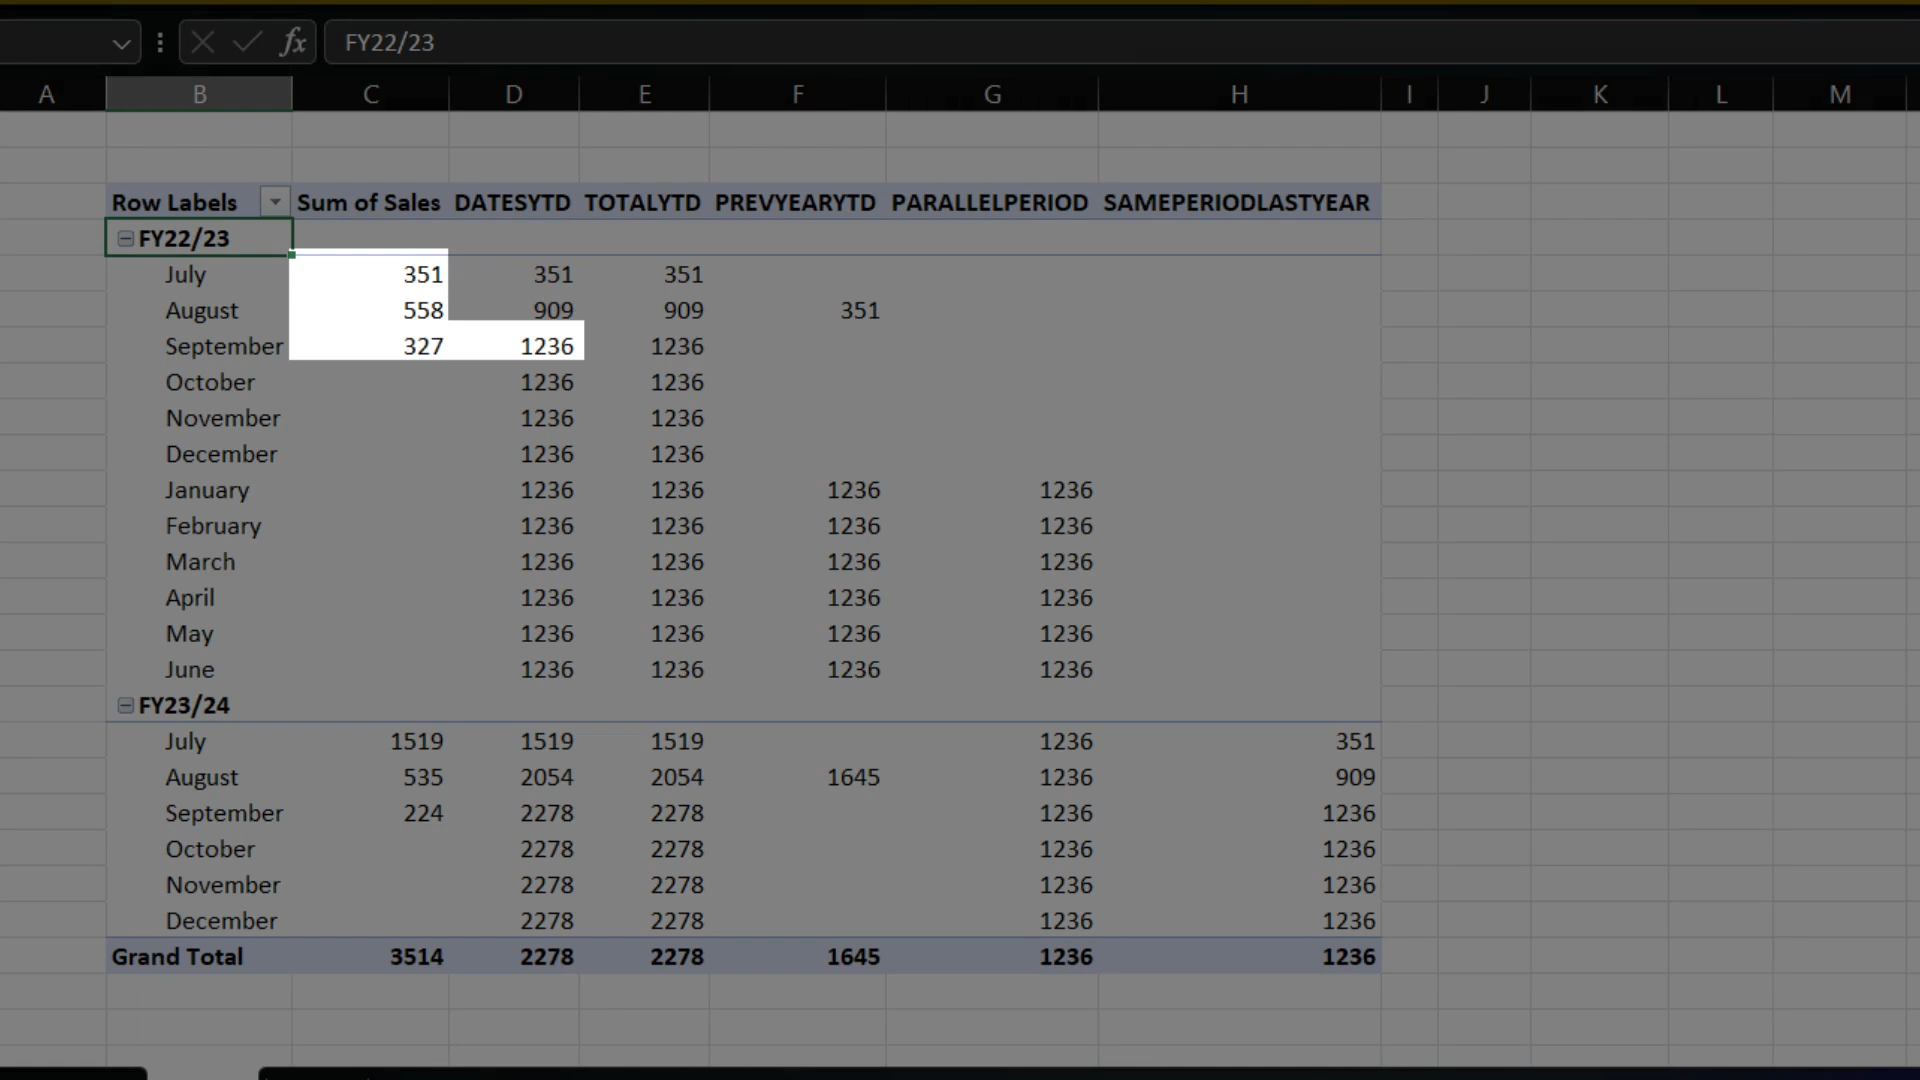 fx FY22/23
A B C D E F G H I J K L M
Row Labels Sum of Sales DATESYTD TOTALYTD PREVYEARYTD PARALLELPERIOD SAMEPERIODLASTYEAR
FY22/23
July 351 351 351
August 558 909 909 351
September 327 1236 1236
October 1236 1236
November 1236 1236
December 1236 1236
January 1236 1236 1236 1236
February 1236 1236 1236 1236
March 1236 1236 1236 1236
April 1236 1236 1236 1236
May 1236 1236 1236 1236
June 1236 1236 1236 1236
FY23/24
July 1519 1519 1519 1236 351
August 535 2054 2054 1645 1236 909
September 224 2278 2278 1236 1236
October 2278 2278 1236 1236
November 2278 2278 1236 1236
December 2278 2278 1236 1236
Grand Total 3514 2278 2278 1645 1236 1236